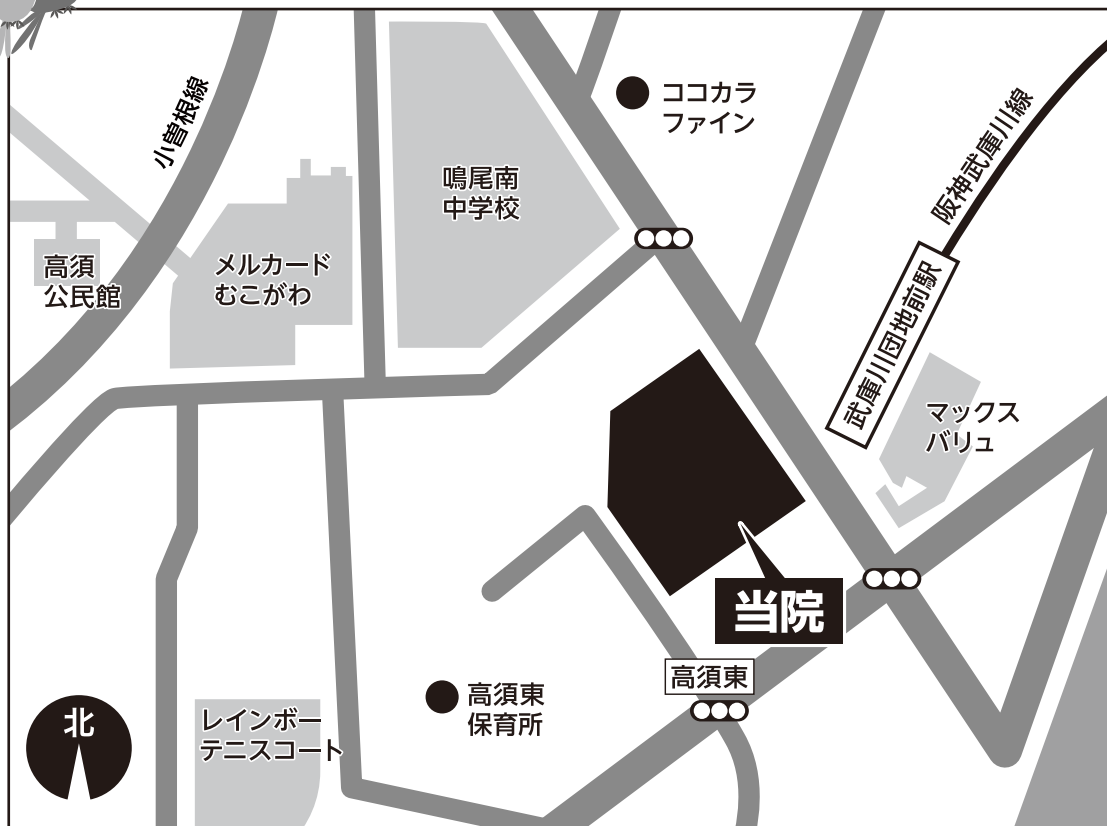 小曽根線
ココカラ
ファイン
阪神武庫川線
鳴尾南
中学校
高須
公民館
メルカード
むこがわ
武庫川団地前駅
マックス
バリュ
当院
高須東
高須東
保育所
北
レインボー
テニスコート